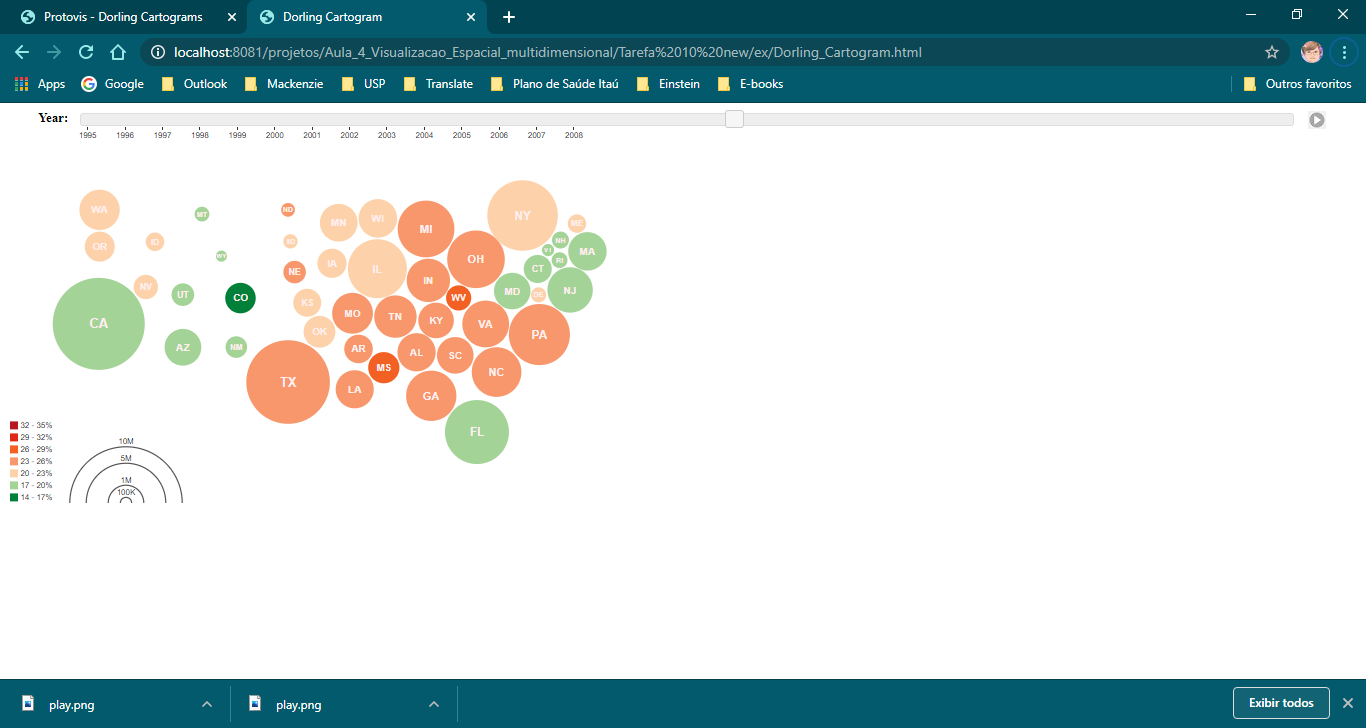 Protovis - Dorling Cartograms
Dorling Cartogram
localhost:8081/projetos/Aula_4_Visualizacao_Espacial_multidimensional/Tarefa%2010%20new/ex/Dorling_Cartogram.html
Apps Google Outlook Mackenzie USP Translate Plano de Saúde Itaú Einstein E-books Outros favoritos
Year:
1995 1996 1997 1998 1999 2000 2001 2002 2003 2004 2005 2006 2007 2008
WA MT ND MN WI MI NY ME
OR ID SD IA IL OH NH MA
WY VT RI
NV UT CO NE KS IN WV CT MD DE NJ
CA MO TN KY VA PA
AZ NM OK AR AL SC
TX MS LA GA NC
FL
32 - 35%
29 - 32%
26 - 29%
23 - 26%
20 - 23%
17 - 20%
14 - 17%
10M
5M
1M
100K
play.png
play.png
Exibir todos